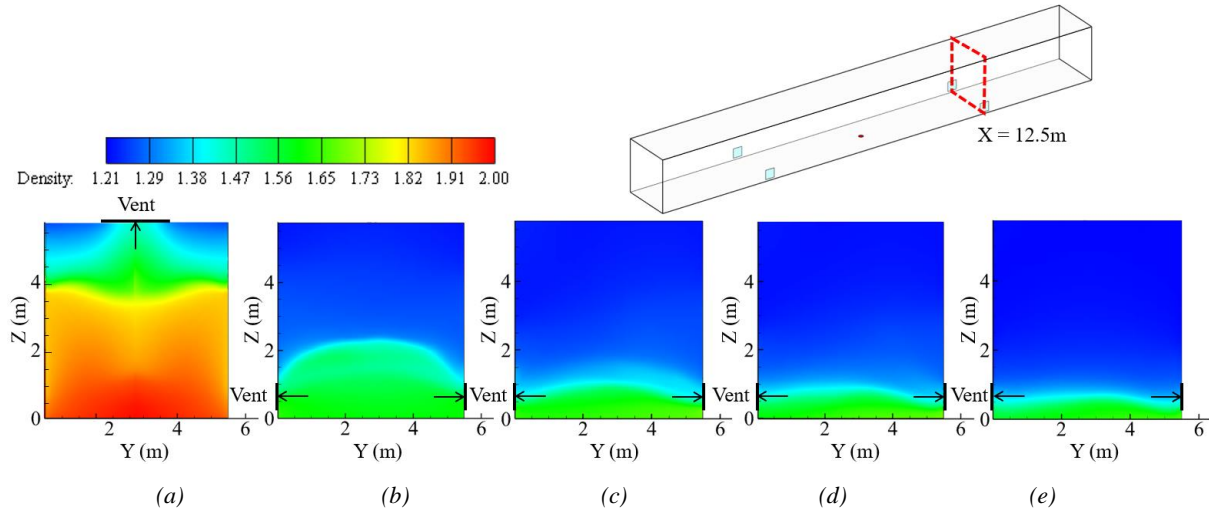 X = 12.5m
Density: 1.21 1.29 1.38 1.47 1.56 1.65 1.73 1.82 1.91 2.00
Vent
Z (m) 4 2 0 2 4 6 Y (m)
Z (m) 4 2 0 2 4 6 Y (m) Vent
Z (m) 4 2 0 2 4 6 Y (m) Vent
Z (m) 4 2 0 2 4 6 Y (m) Vent
Z (m) 4 2 0 2 4 6 Y (m) Vent
(a) (b) (c) (d) (e)